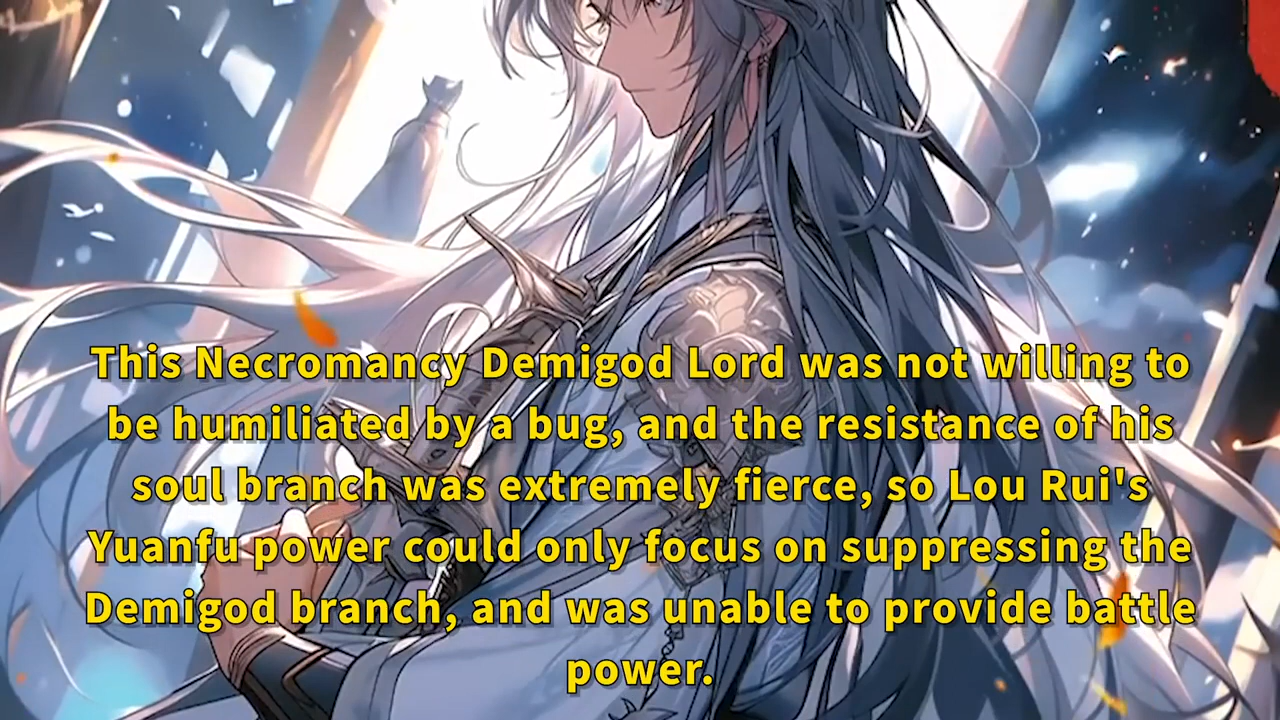 This Necromancy Demigod Lord was not willing to
be humiliated by a bug, and the resistance of his
soul branch was extremely fierce, so Lou Rui's
Yuanfu power could only focus on suppressing the
Demigod branch, and was unable to provide battle
power.